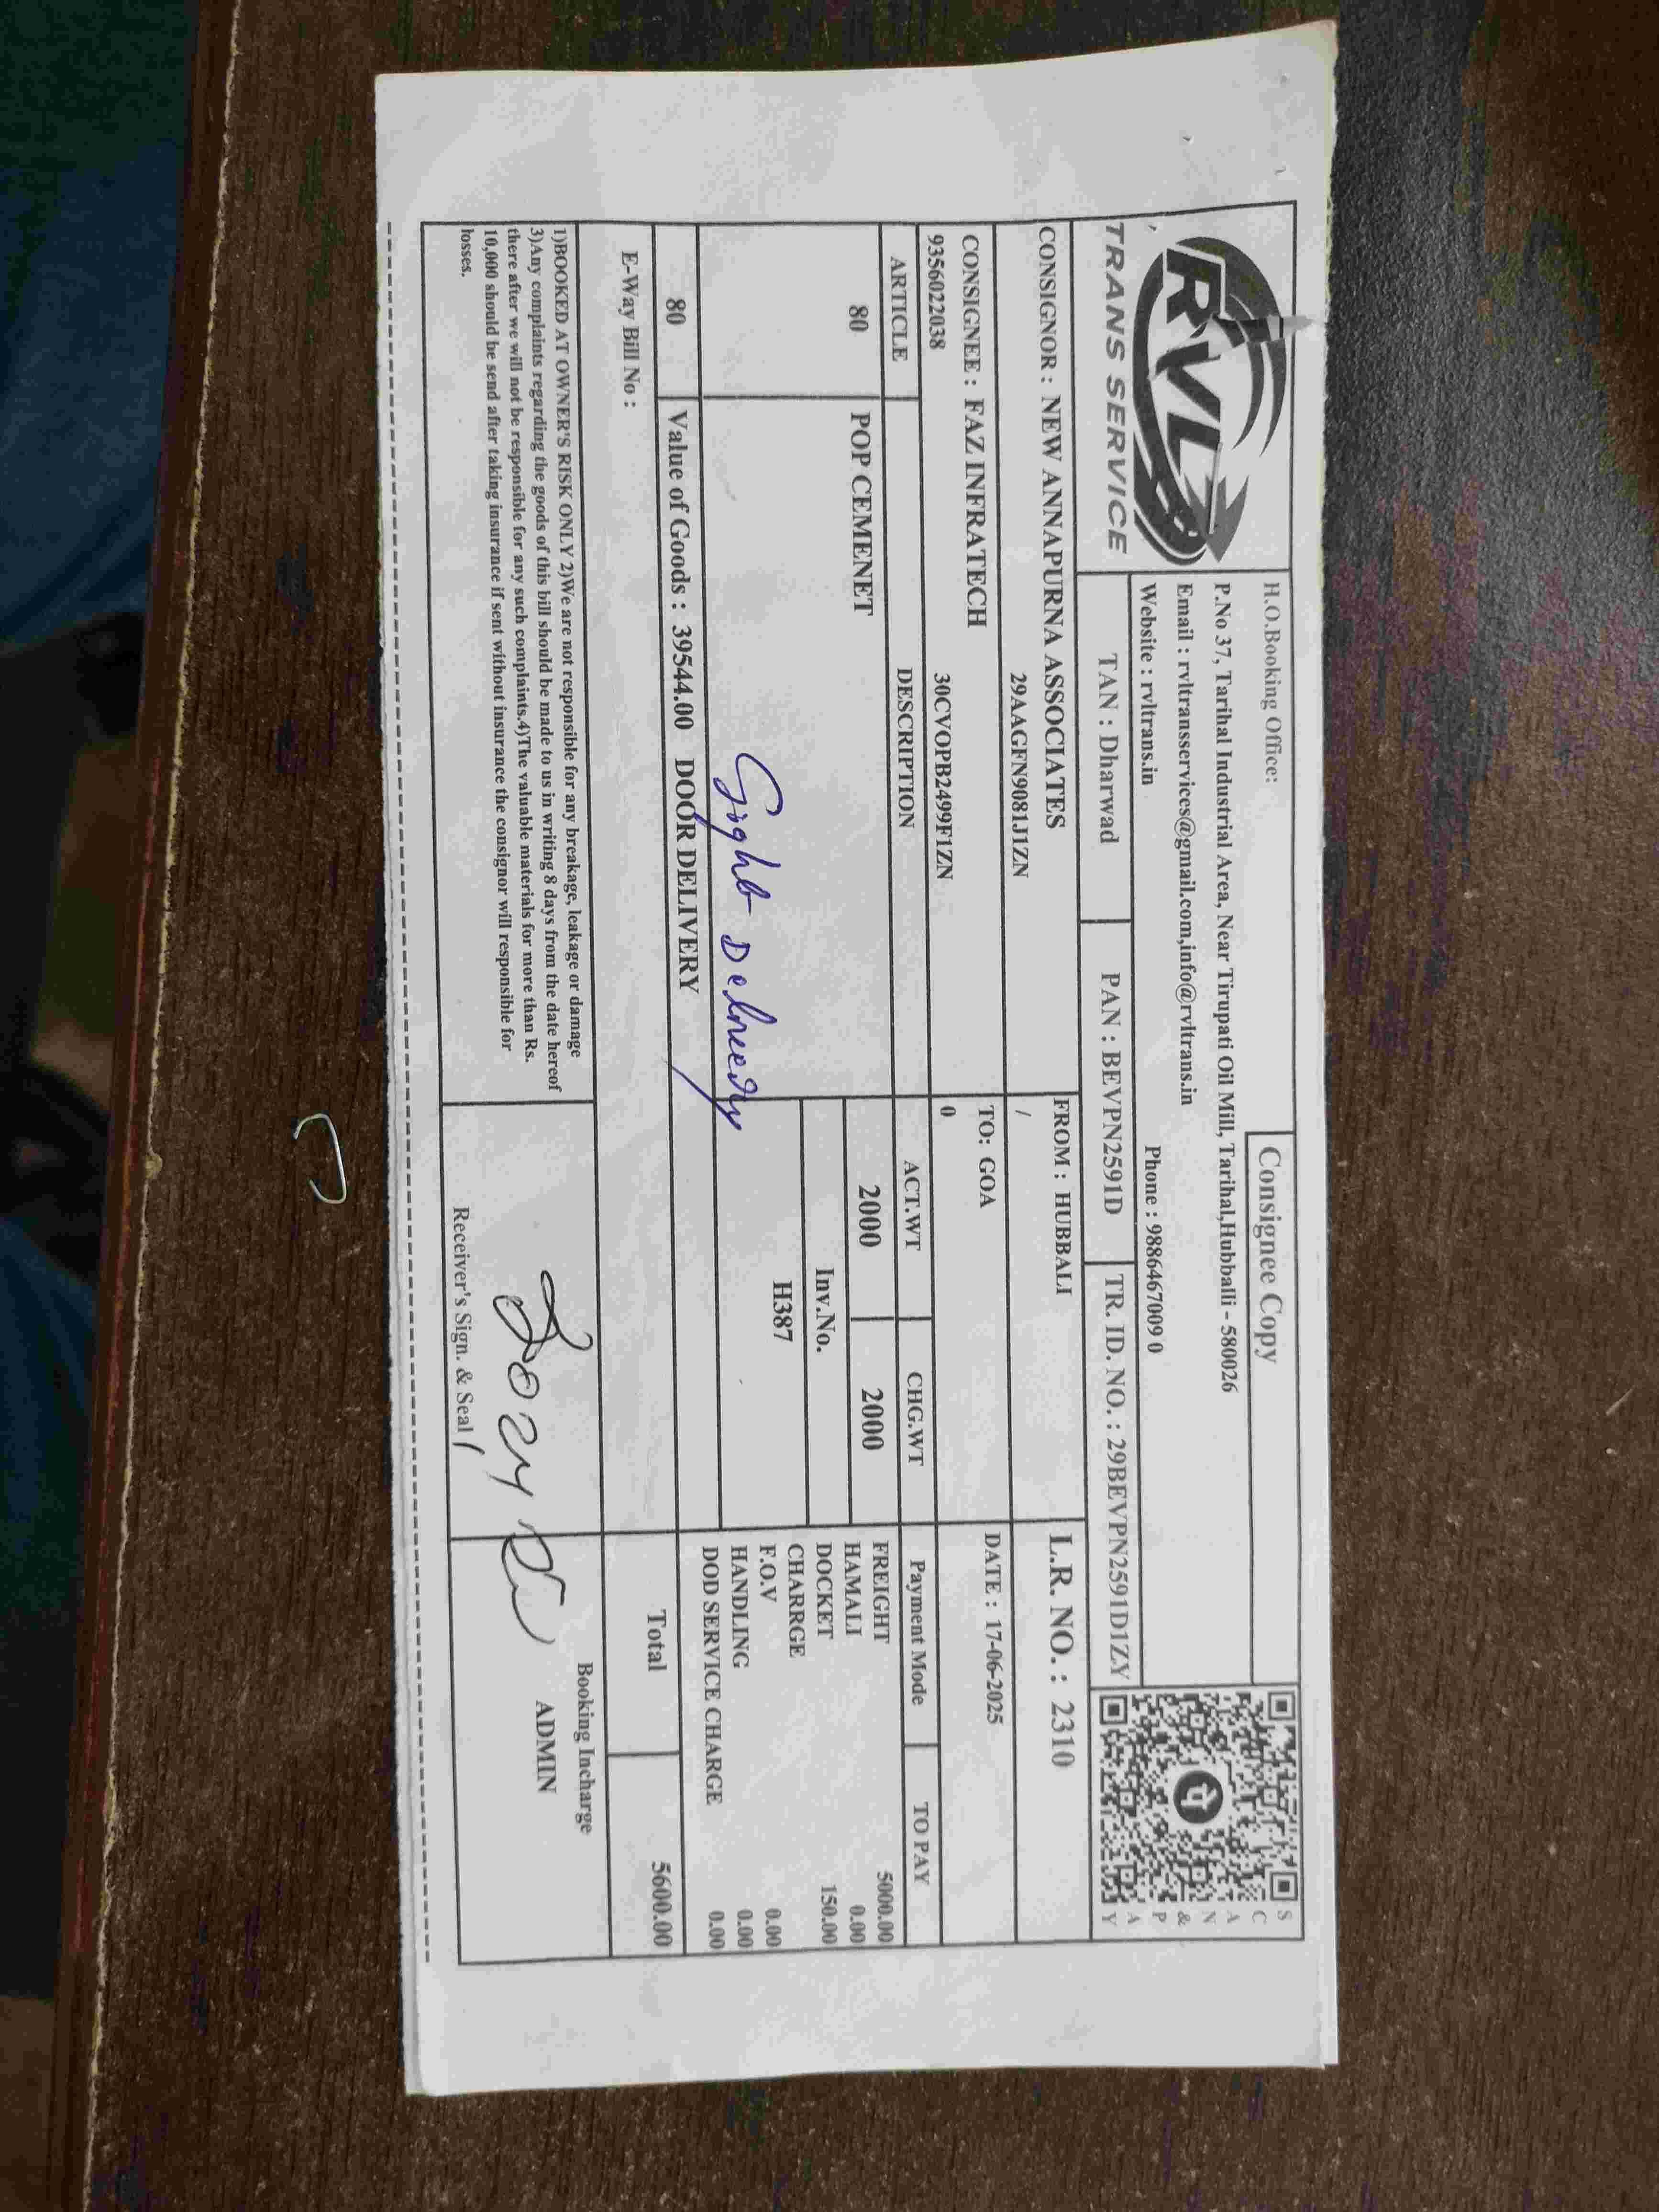 RVL
TRANS SERVICE
H.O.Booking Office:
Consignee Copy
P.No 37, Tarihal Industrial Area, Near Tirupati Oil Mill, Tarihal,Hubballi - 580026
Email : rvltransservices@gmail.com,info@rvltrans.in
Website : rvltrans.in
Phone : 9886467009 0
SCAN & PAY
TAN : Dharwad
PAN : BEVPN2591D
TR. ID. NO. : 29BEVPN2591D1ZY
CONSIGNOR : NEW ANNAPURNA ASSOCIATES
29AAGFN9081J1ZN
FROM : HUBBALI
/
L.R. NO. : 2310
CONSIGNEE : FAZ INFRATECH
9356022038 30CVOPB2499F1ZN
TO: GOA
0
DATE : 17-06-2025
ARTICLE DESCRIPTION ACT.WT CHG.WT Payment Mode TO PAY
80 POP CEMENET 2000 2000
Inv.No.
H387
FREIGHT 5000.00
HAMALI 0.00
DOCKET 150.00
CHARRGE
F.O.V 0.00
HANDLING 0.00
DOD SERVICE CHARGE 0.00
80 Value of Goods : 39544.00 DOOR DELIVERY
E-Way Bill No :
Total 5600.00
1)BOOKED AT OWNER'S RISK ONLY 2)We are not responsible for any breakage, leakage or damage
3)Any complaints regarding the goods of this bill should be made to us in writing 8 days from the date hereof
there after we will not be responsible for any such complaints.4)The valuable materials for more than Rs.
10,000 should be send after taking insurance if sent without insurance the consignor will responsible for
losses.
Receiver's Sign. & Seal
Booking Incharge
ADMIN